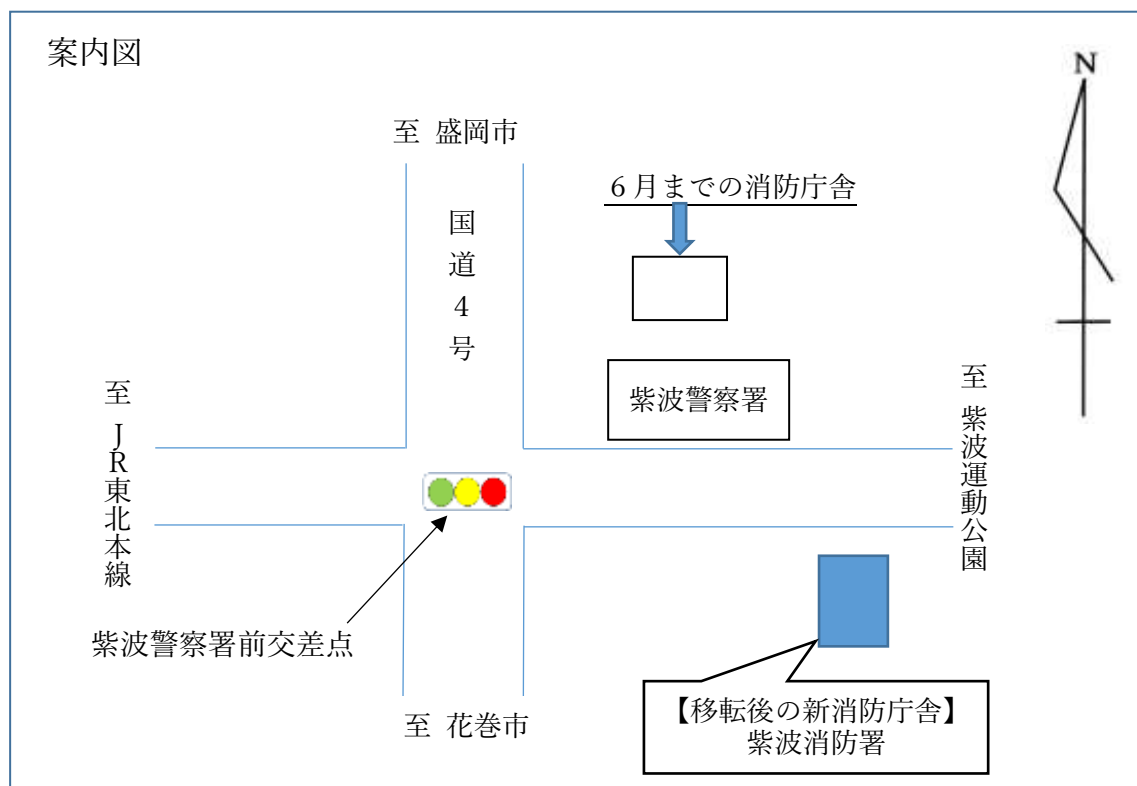 案内図
N
至 盛岡市
6月までの消防庁舎
国道4号
紫波警察署
至 JR東北本線
至 紫波運動公園
紫波警察署前交差点
至 花巻市
【移転後の新消防庁舎】
紫波消防署